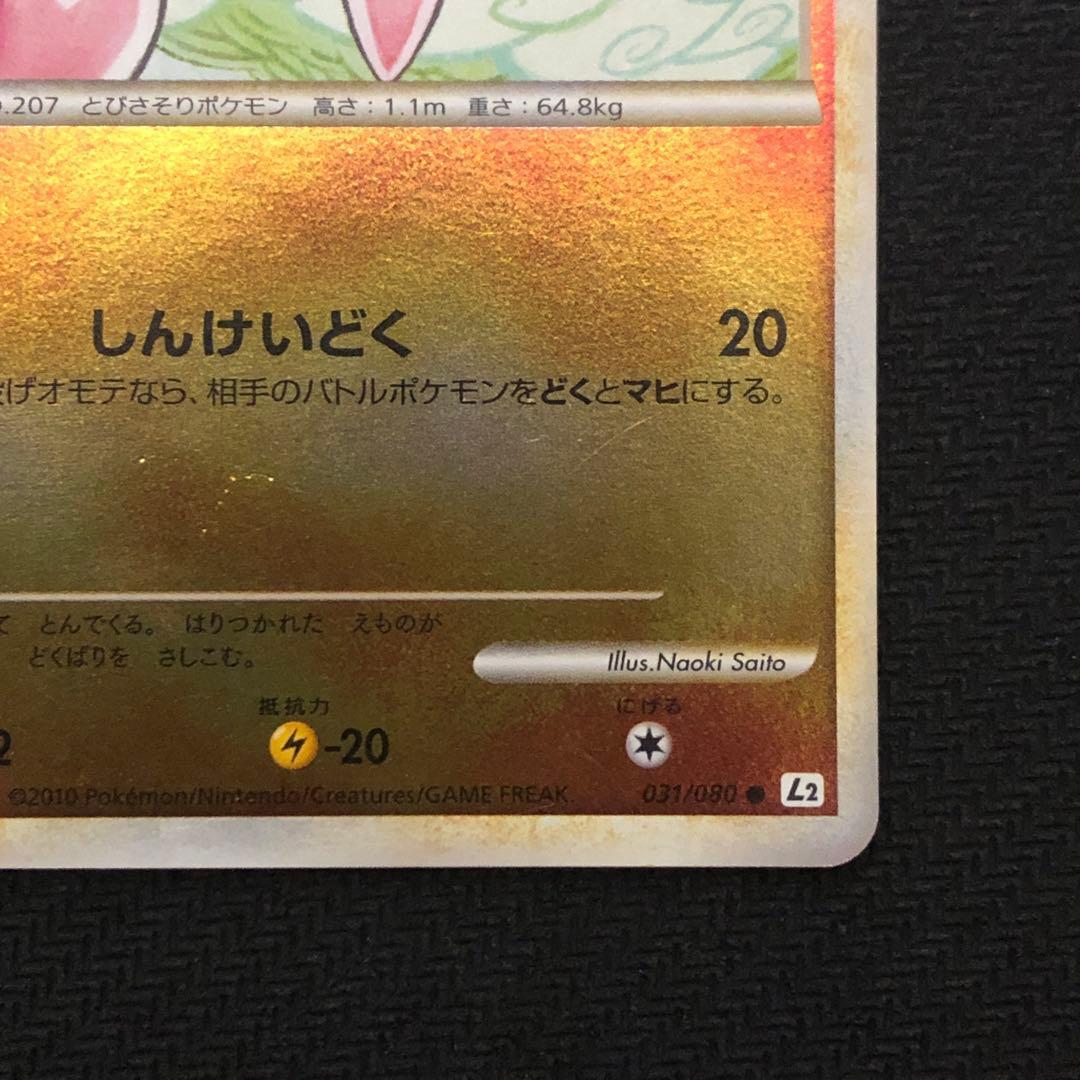 .207 とびさそりポケモン 高さ：1.1m 重さ：64.8kg
しんけいどく 20
げオモテなら、相手のバトルポケモンをどくとマヒにする。
て とんでくる。 はりつかれた えものが
どくばりを さしこむ。
Illus.Naoki Saito
抵抗力 にげる
2 -20
©2010 Pokémon/Nintendo/Creatures/GAME FREAK. 031/080 ● L2